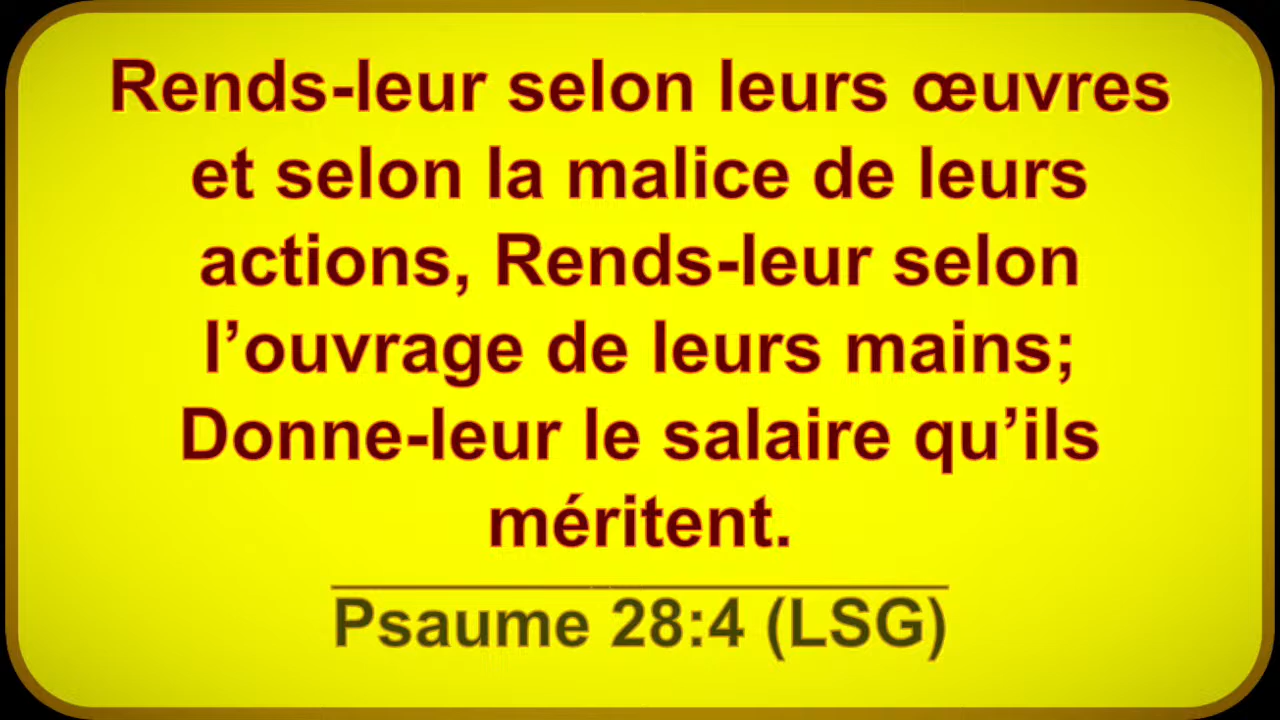 Rends-leur selon leurs œuvres
et selon la malice de leurs
actions, Rends-leur selon
l’ouvrage de leurs mains;
Donne-leur le salaire qu’ils
méritent.
Psaume 28:4 (LSG)